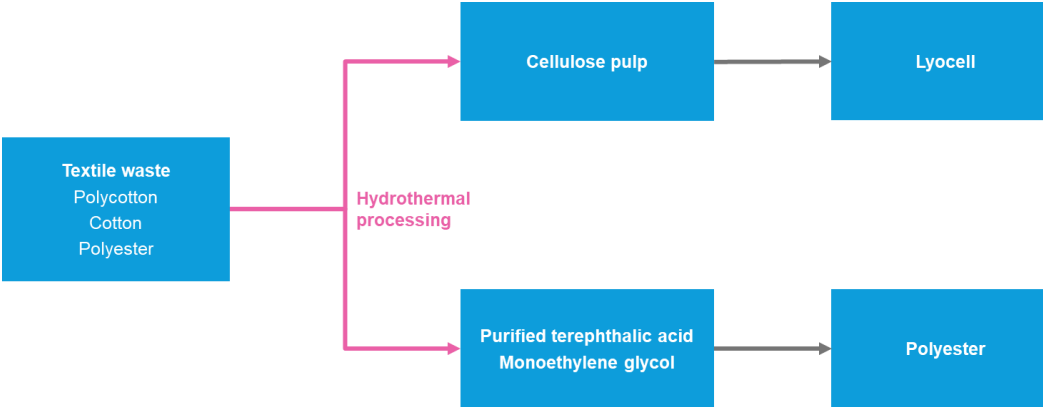 Textile waste
Polycotton
Cotton
Polyester
Hydrothermal
processing
Cellulose pulp
Lyocell
Purified terephthalic acid
Monoethylene glycol
Polyester